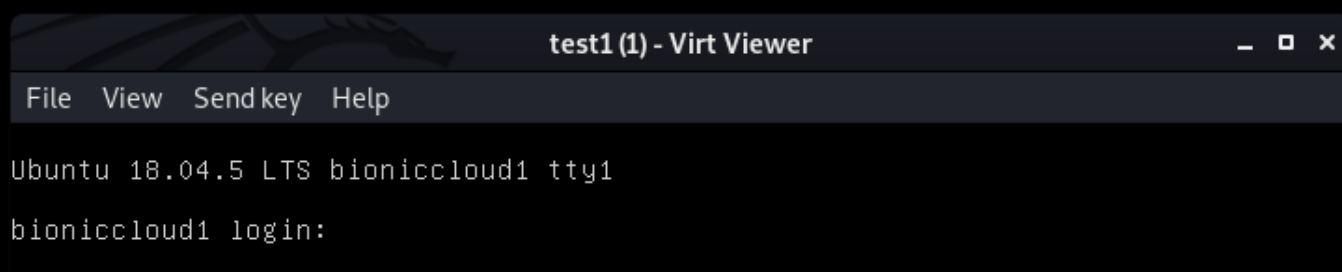 test1 (1) - Virt Viewer
File View Send key Help
Ubuntu 18.04.5 LTS bioniccloud1 tty1
bioniccloud1 login: